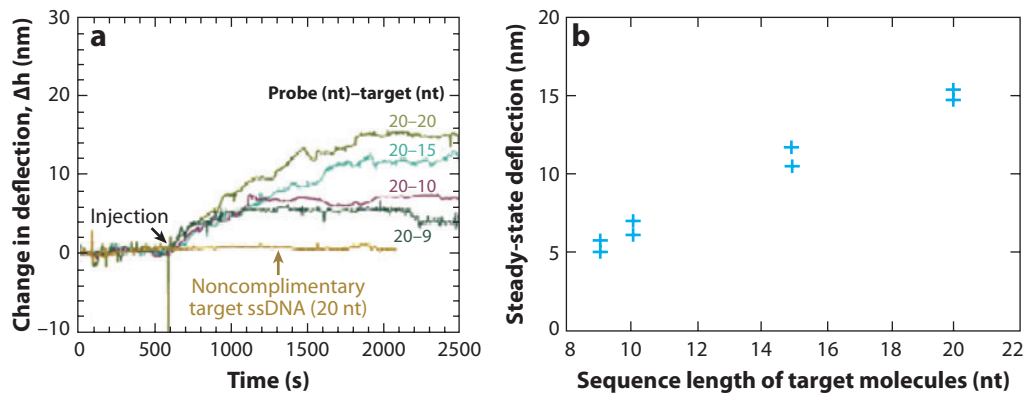 a
Change in deflection, Δh (nm)
30
20
10
0
–10
Probe (nt)–target (nt)
20–20
20–15
20–10
20–9
Injection
Noncomplimentary
target ssDNA (20 nt)
0
500
1000
1500
2000
2500
Time (s)
b
Steady-state deflection (nm)
20
15
10
5
0
8
10
12
14
16
18
20
22
Sequence length of target molecules (nt)